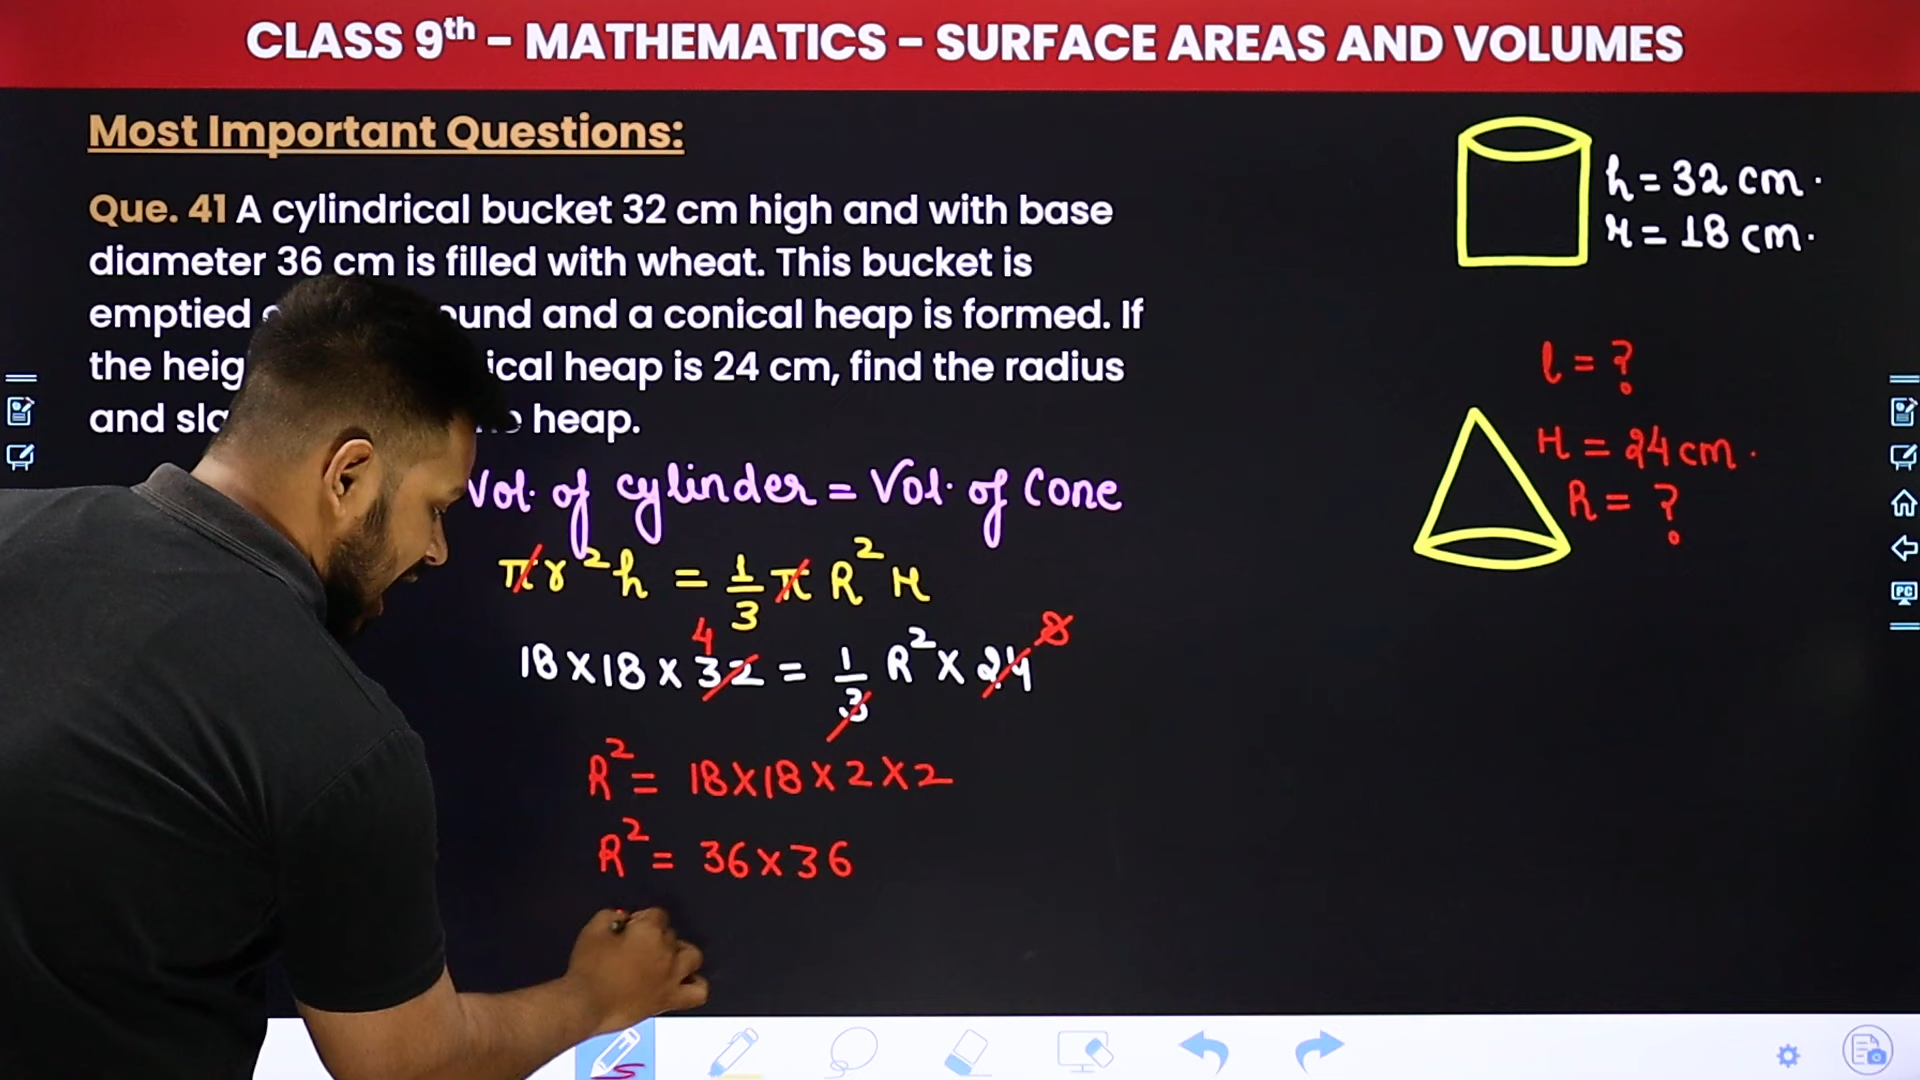 CLASS 9th - MATHEMATICS - SURFACE AREAS AND VOLUMES
Most Important Questions:
Que. 41 A cylindrical bucket 32 cm high and with base
diameter 36 cm is filled with wheat. This bucket is
emptied und and a conical heap is formed. If
the heig ical heap is 24 cm, find the radius
and sla heap.
h = 32 cm.
r = 18 cm.
l = ?
H = 24 cm.
R = ?
Vol. of cylinder = Vol. of Cone
πr²h = 1/3 π R² H
4 8
18 × 18 × 32 = 1/3 R² × 24
R² = 18×18×2×2
R² = 36×36
PC